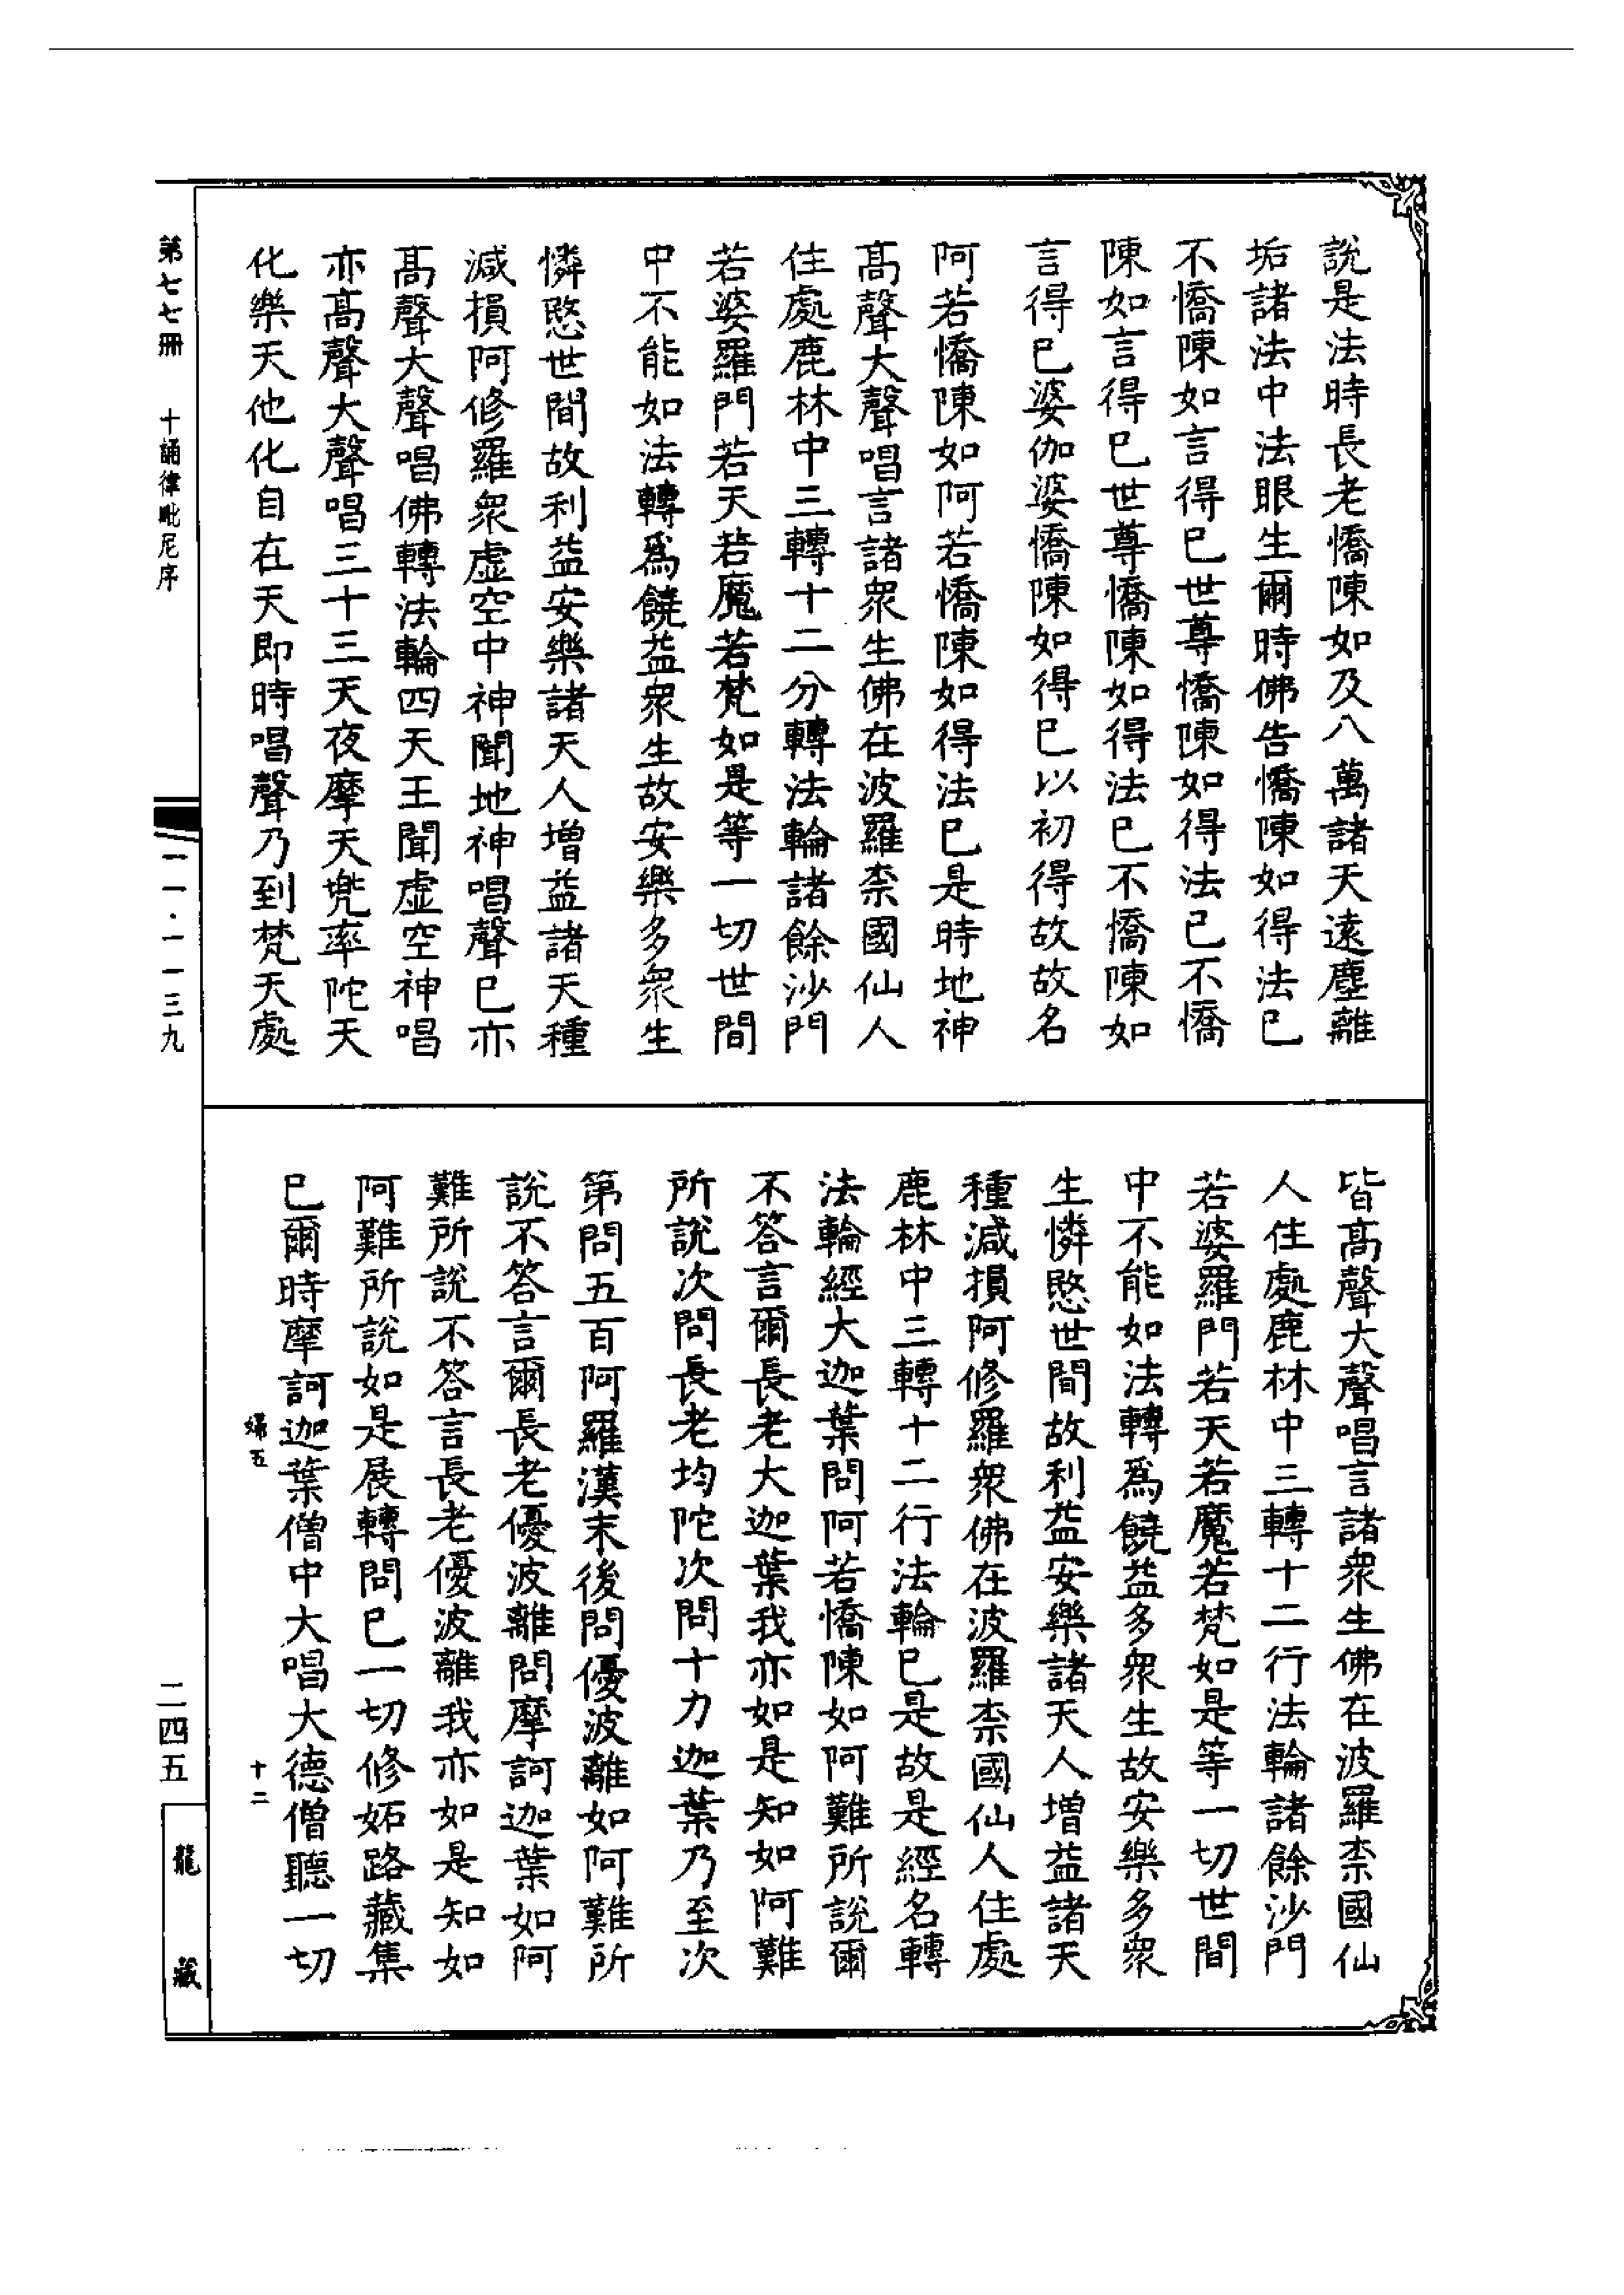 說是法時長老憍陳如及八萬諸天遠塵離
垢諸法中法眼生爾時佛告憍陳如得法已
不憍陳如言得已世尊憍陳如得法已不憍
陳如言得已世尊憍陳如得法已不憍陳如
言得已婆伽婆憍陳如得已以初得故故名
阿若憍陳如阿若憍陳如得法已是時地神
高聲大聲唱言諸衆生佛在波羅柰國仙人
住處鹿林中三轉十二分轉法輪諸餘沙門
若婆羅門若天若魔若梵如是等一切世間
中不能如法轉爲饒益衆生故安樂多衆生
憐愍世間故利益安樂諸天人增益諸天種
減損阿修羅衆虛空中神聞地神唱聲已亦
高聲大聲唱佛轉法輪四天王聞虛空神唱
亦高聲大聲唱三十三天夜摩天兜率陀天
化樂天他化自在天即時唱聲乃到梵天處
皆高聲大聲唱言諸衆生佛在波羅柰國仙
人住處鹿林中三轉十二行法輪諸餘沙門
若婆羅門若天若魔若梵如是等一切世間
中不能如法轉爲饒益多衆生故安樂多衆
生憐愍世間故利益安樂諸天人增益諸天
種減損阿修羅衆佛在波羅柰國仙人住處
鹿林中三轉十二行法輪已是故是經名轉
法輪經大迦葉問阿若憍陳如阿難所說爾
不答言爾長老大迦葉我亦如是知如阿難
所說次問長老均陀次問十力迦葉乃至次
第問五百阿羅漢末後問優波離如阿難所
說不答言爾長老優波離問摩訶迦葉如阿
難所說不答言長老優波離我亦如是知如
阿難所說如是展轉問已一切修妬路藏集
已爾時摩訶迦葉僧中大唱大德僧聽一切
婦五 十二
第七七冊 十誦律毗尼序
一一·一一三九
二四五
龍藏